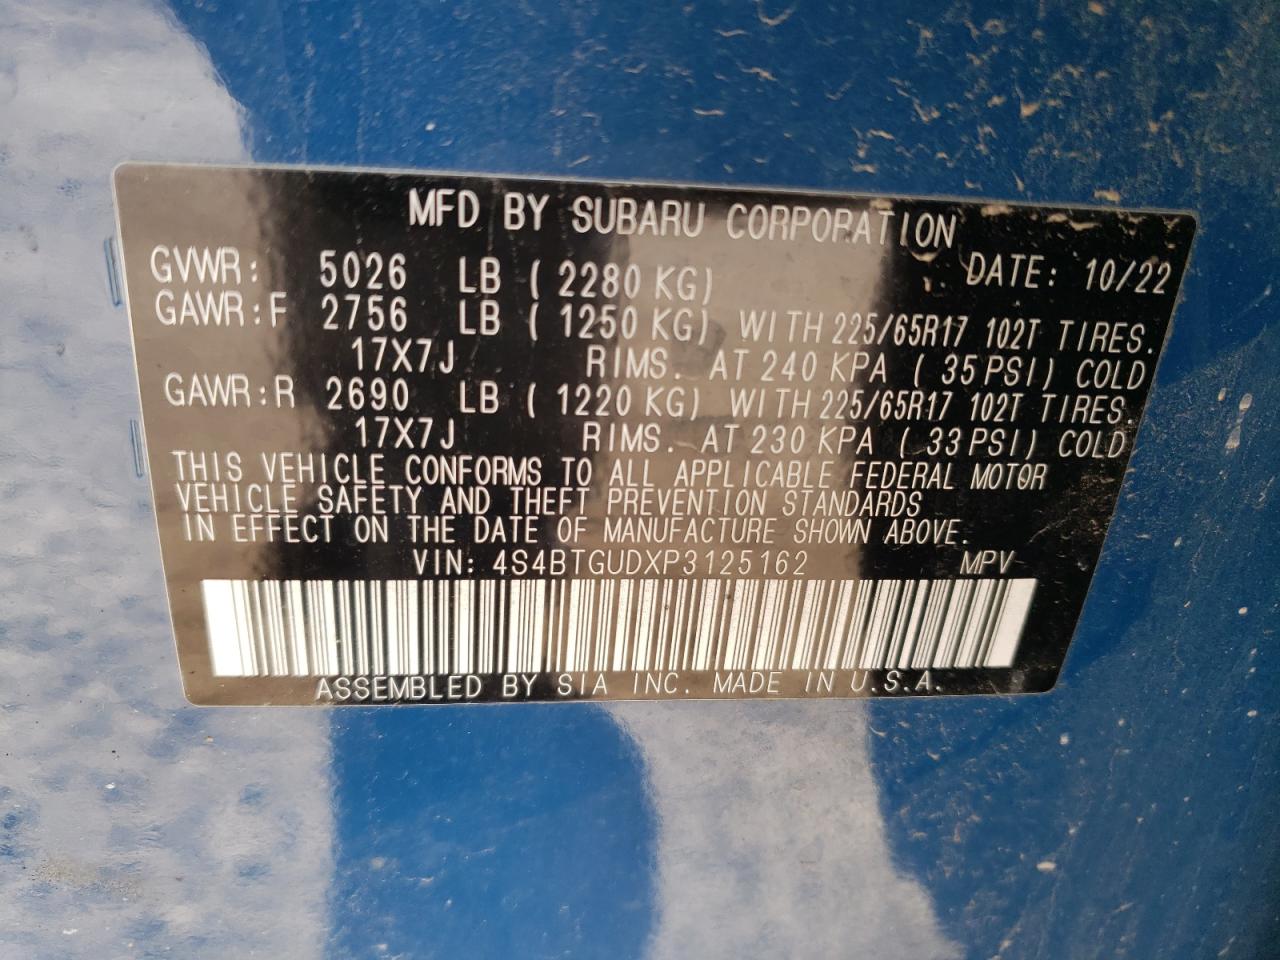 MFD BY SUBARU CORPORATION
GVWR: 5026 LB ( 2280 KG) DATE: 10/22
GAWR:F 2756 LB ( 1250 KG) WITH 225/65R17 102T TIRES.
17X7J RIMS. AT 240 KPA ( 35 PSI) COLD
GAWR:R 2690 LB ( 1220 KG) WITH 225/65R17 102T TIRES
17X7J RIMS. AT 230 KPA ( 33 PSI) COLD
THIS VEHICLE CONFORMS TO ALL APPLICABLE FEDERAL MOTOR
VEHICLE SAFETY AND THEFT PREVENTION STANDARDS
IN EFFECT ON THE DATE OF MANUFACTURE SHOWN ABOVE.
VIN: 4S4BTGUDXP3125162 MPV
ASSEMBLED BY SIA INC. MADE IN U.S.A.